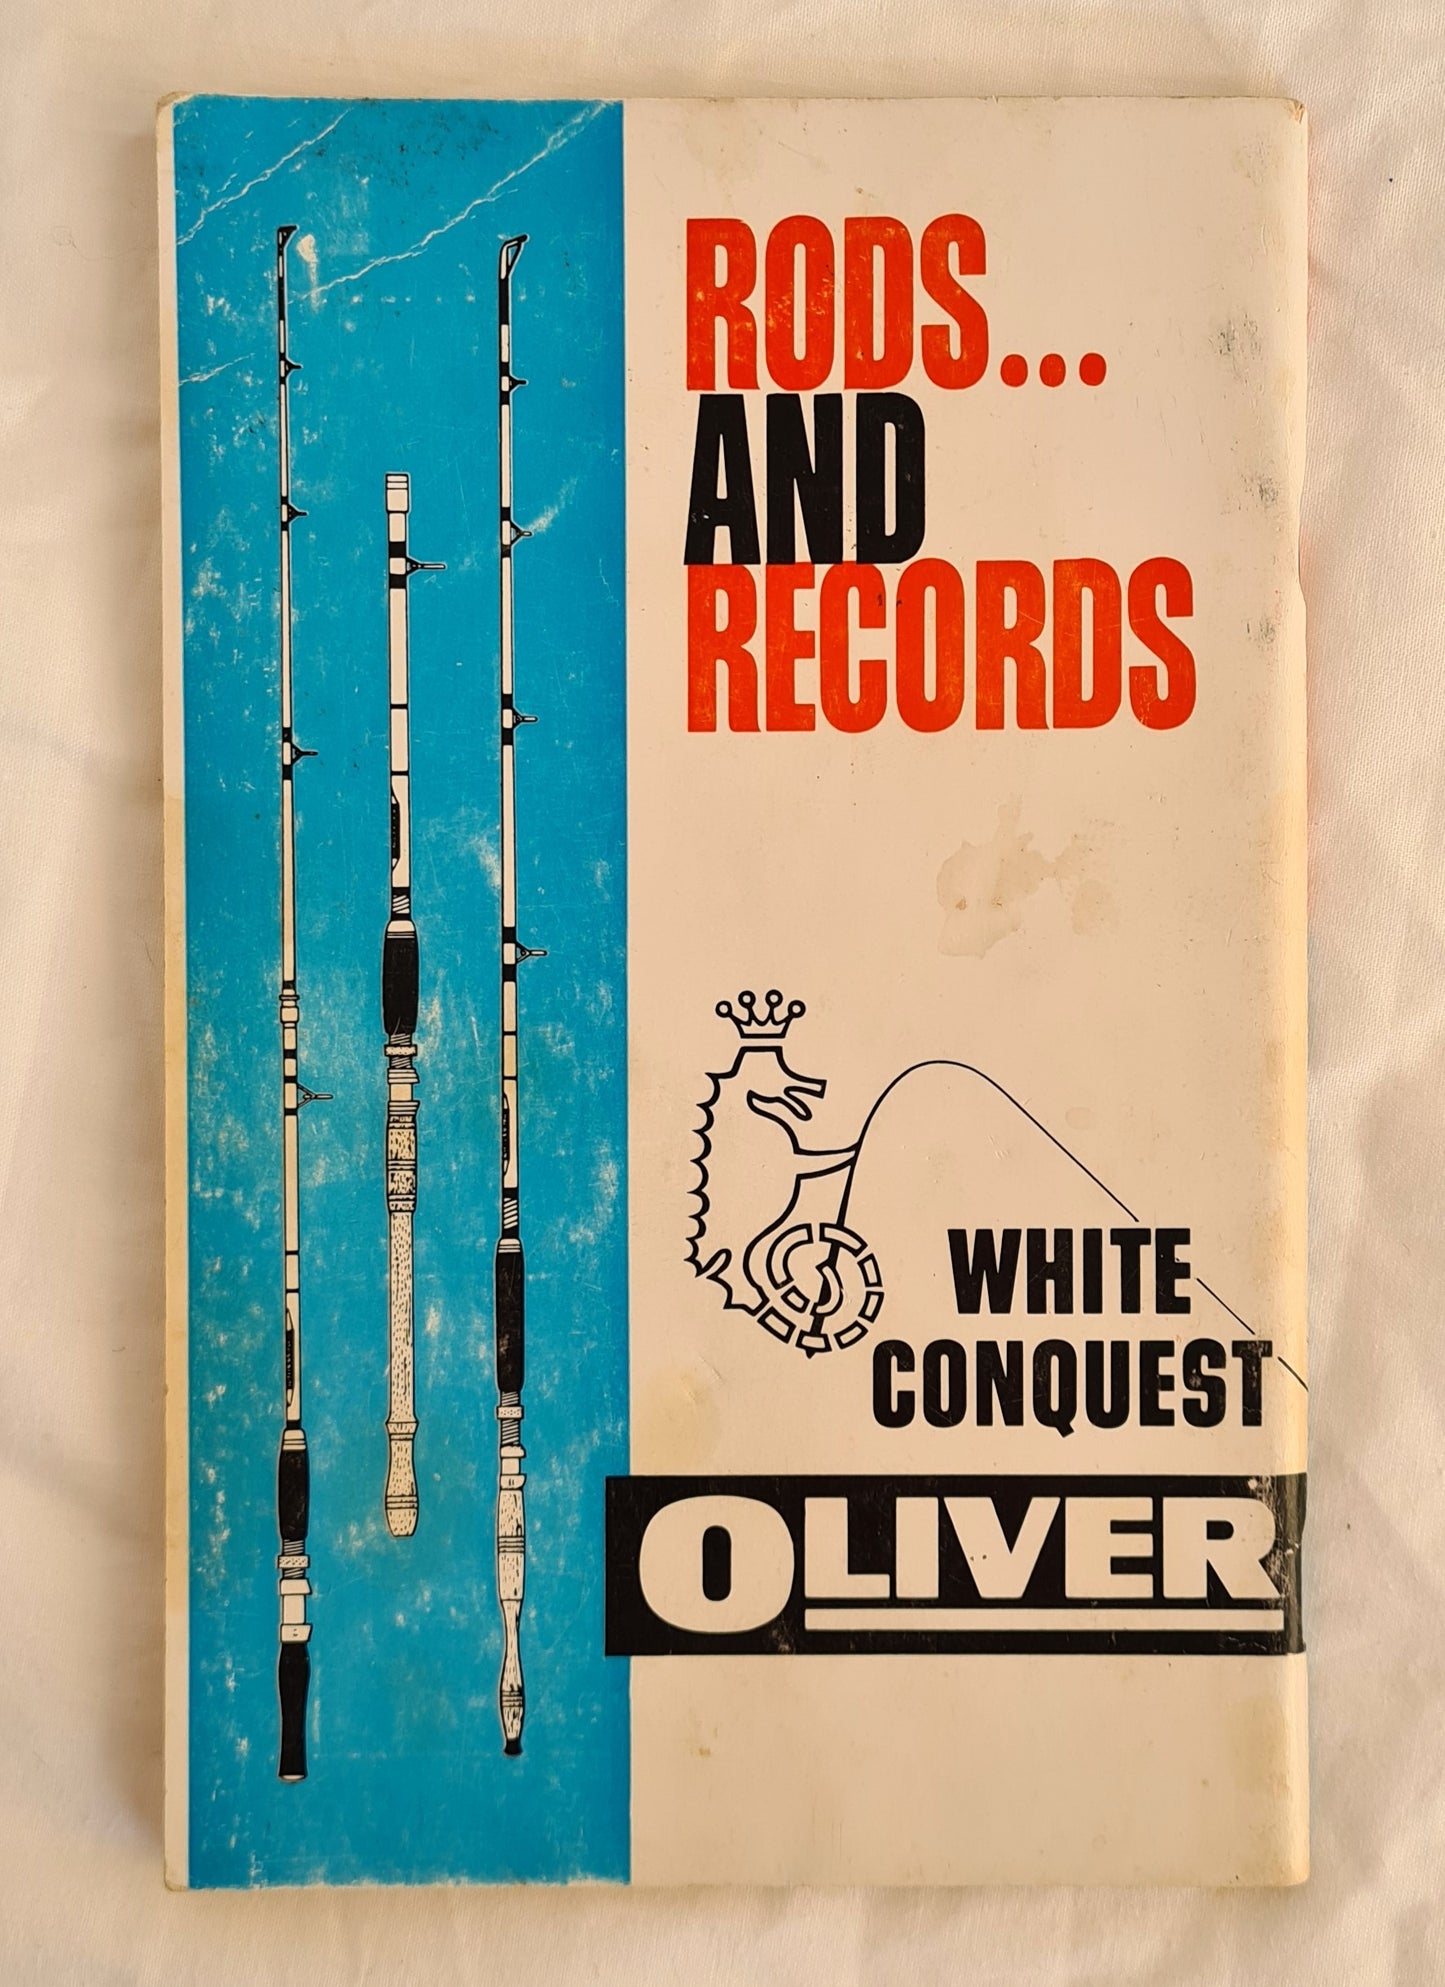 RODS...
AND
RECORDS
WHITE
CONQUEST
OLIVER